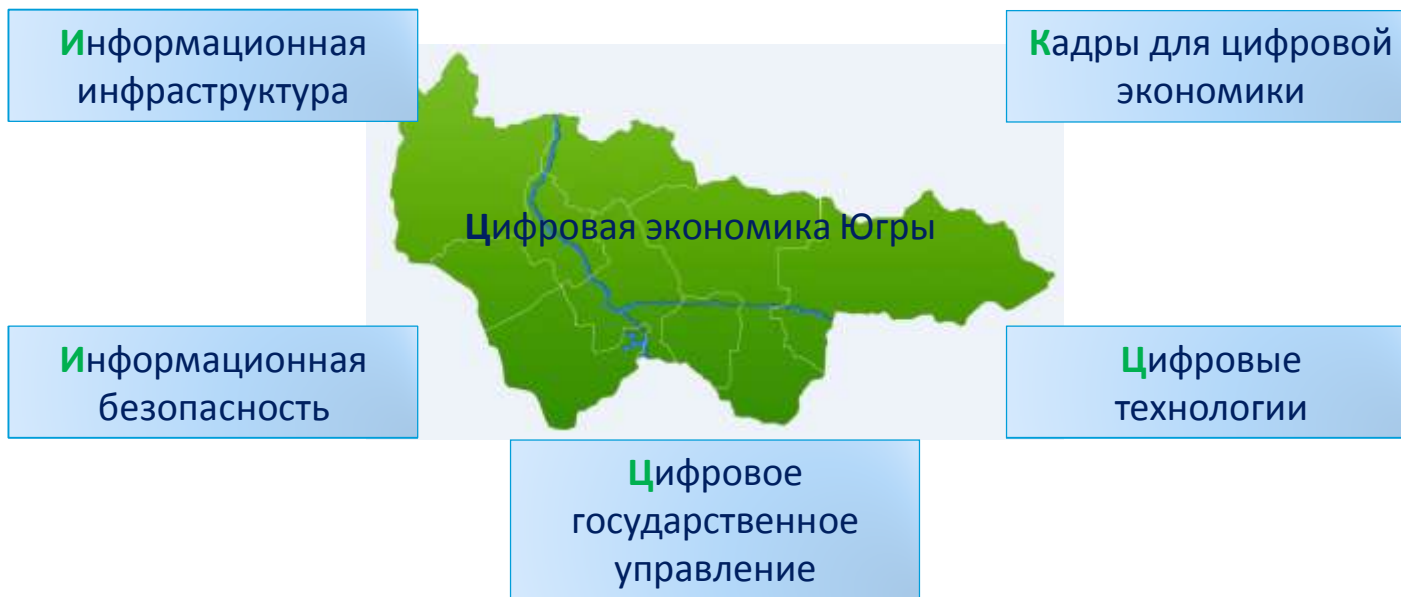 Информационная
инфраструктура
Кадры для цифровой
экономики
Цифровая экономика Югры
Информационная
безопасность
Цифровые
технологии
Цифровое
государственное
управление